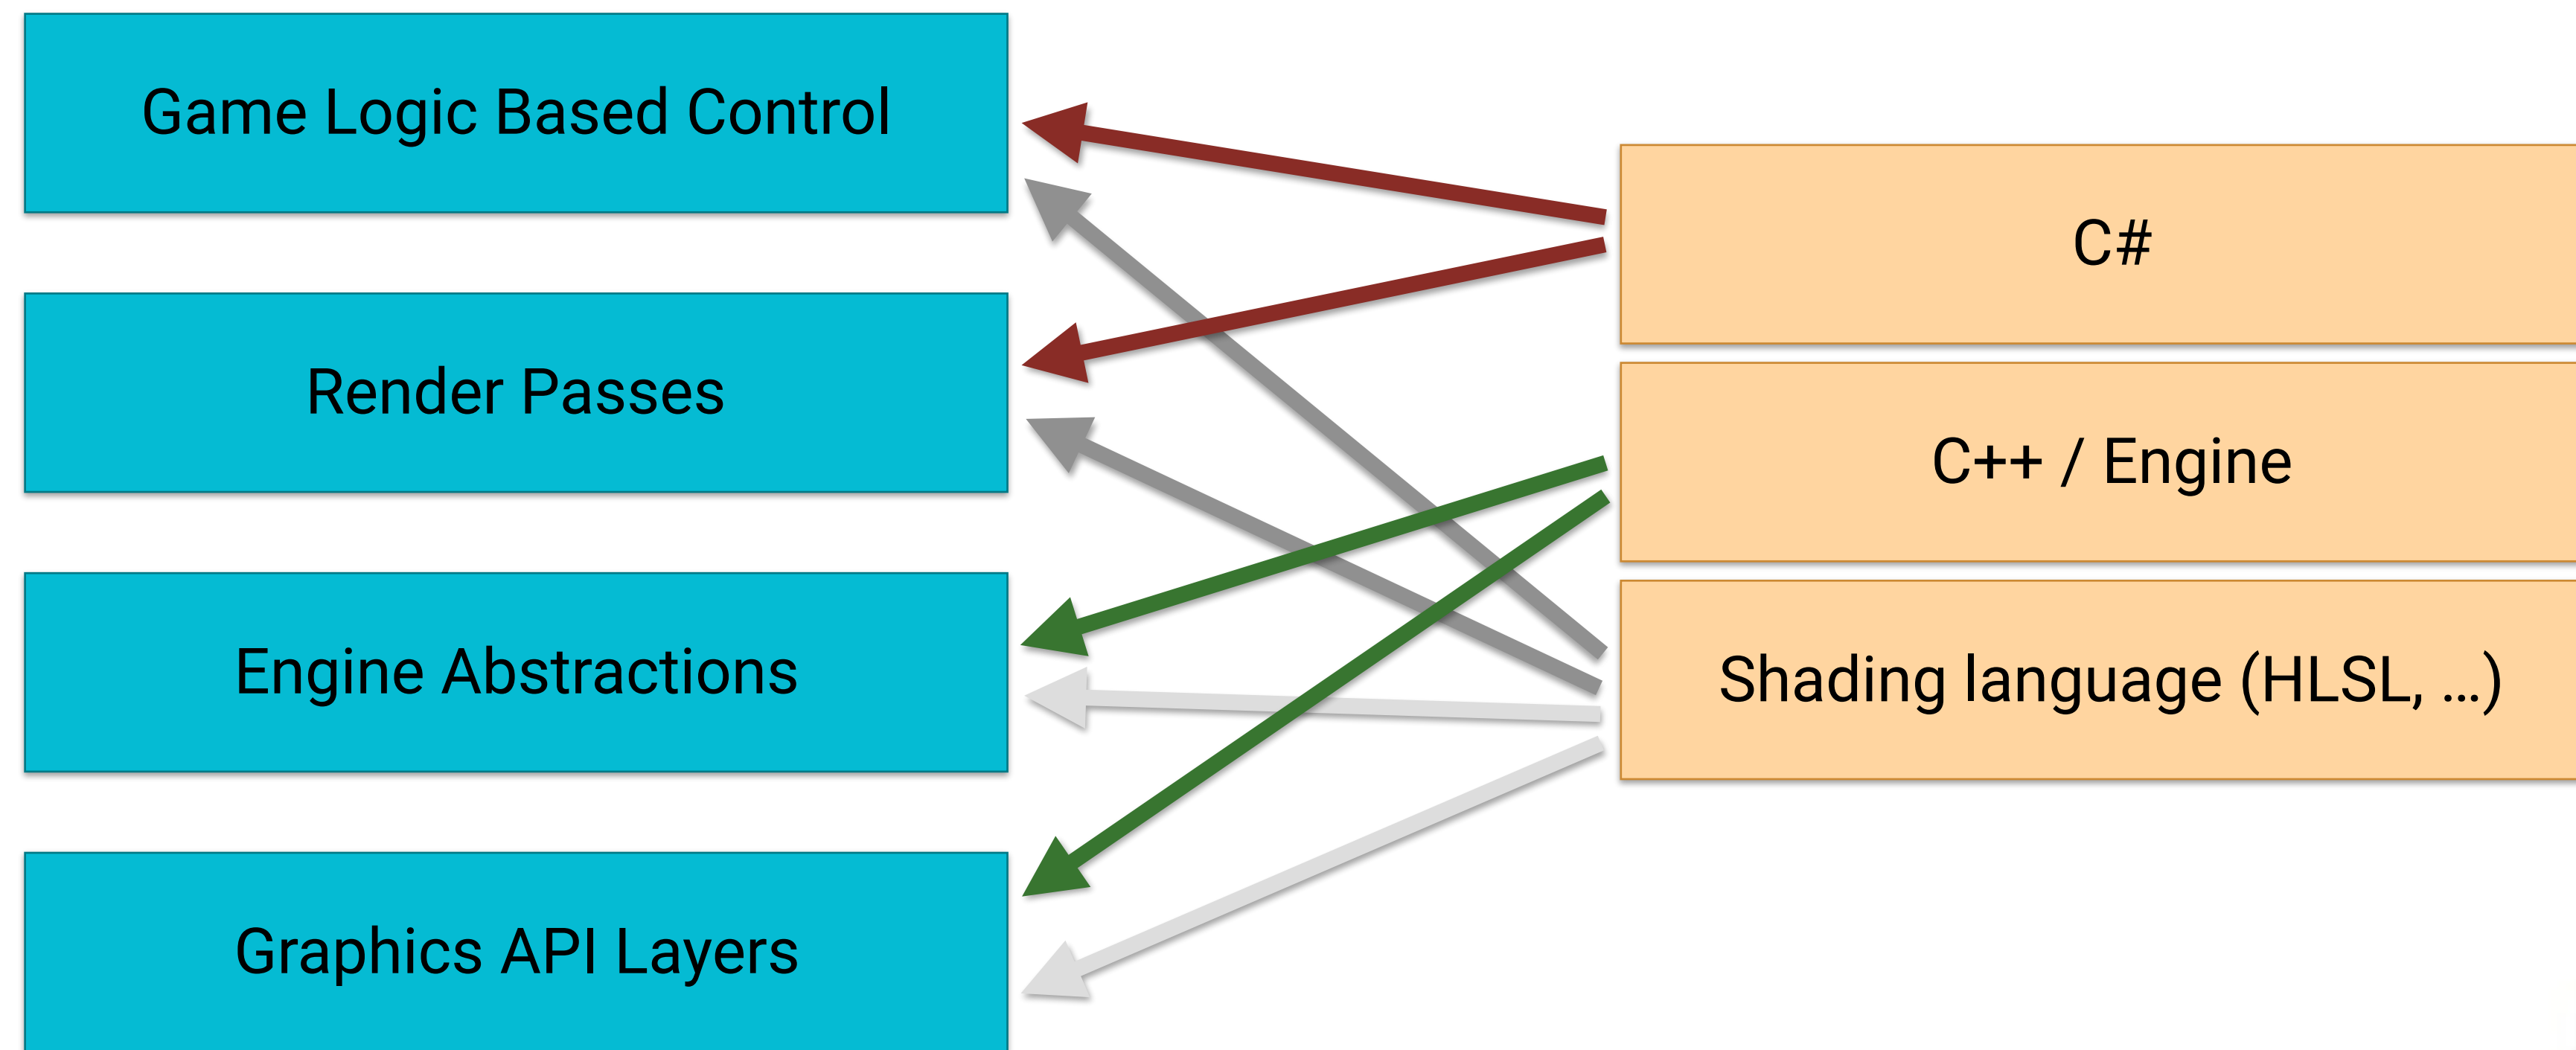 Game Logic Based Control
Render Passes
Engine Abstractions
Graphics API Layers
C#
C++ / Engine
Shading language (HLSL, ...)